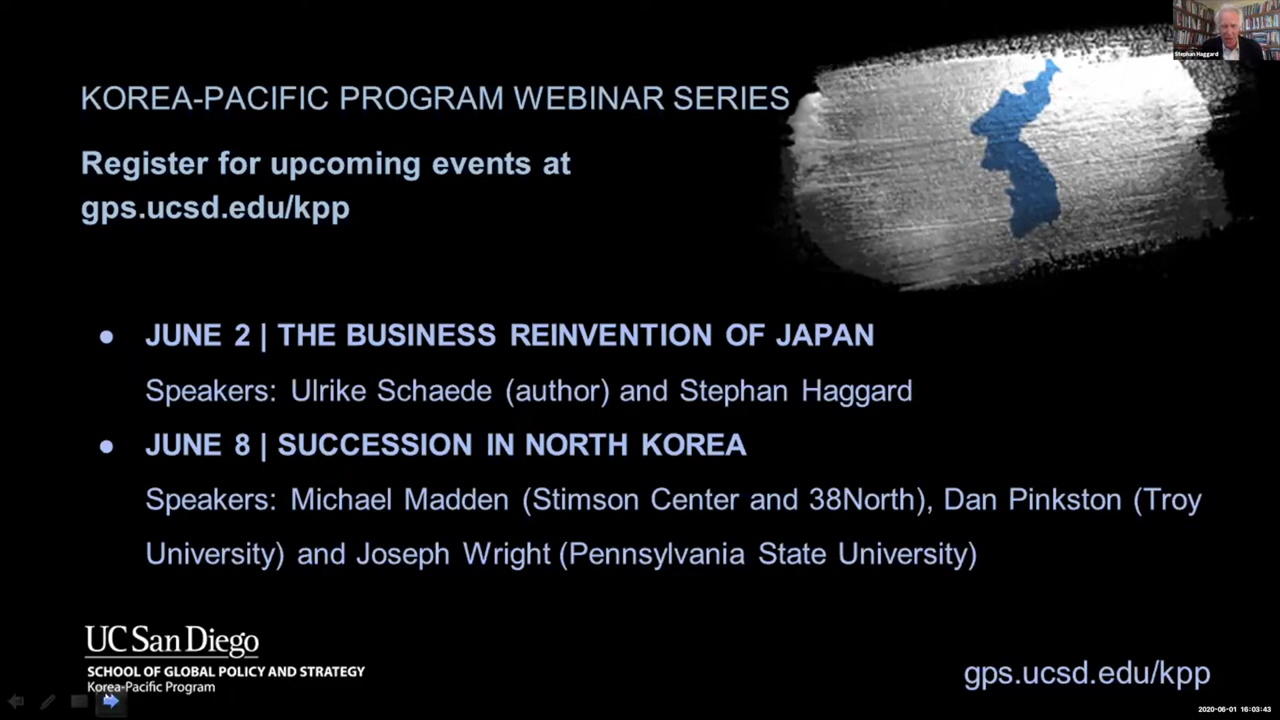 Stephan Haggard
KOREA-PACIFIC PROGRAM WEBINAR SERIES
Register for upcoming events at
gps.ucsd.edu/kpp
● JUNE 2 | THE BUSINESS REINVENTION OF JAPAN
Speakers: Ulrike Schaede (author) and Stephan Haggard
● JUNE 8 | SUCCESSION IN NORTH KOREA
Speakers: Michael Madden (Stimson Center and 38North), Dan Pinkston (Troy
University) and Joseph Wright (Pennsylvania State University)
UC San Diego
SCHOOL OF GLOBAL POLICY AND STRATEGY
Korea-Pacific Program
gps.ucsd.edu/kpp
2020-06-01 16:03:43